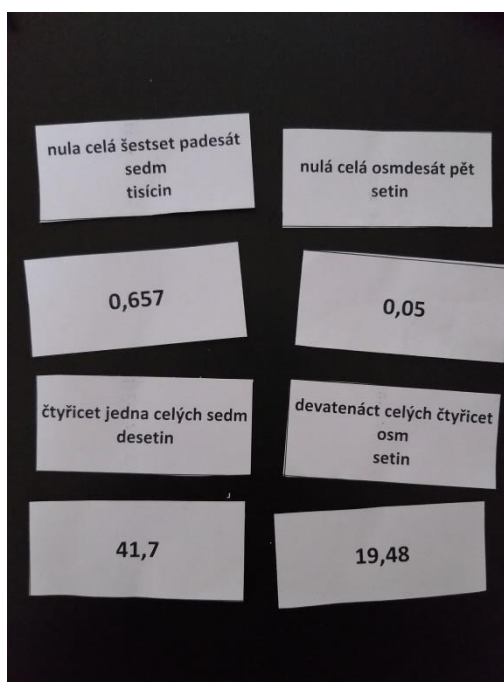 nula celá šestset padesát
sedm
tisícin
nulá celá osmdesát pět
setin
0,657
0,05
čtyřicet jedna celých sedm
desetin
devatenáct celých čtyřicet
osm
setin
41,7
19,48